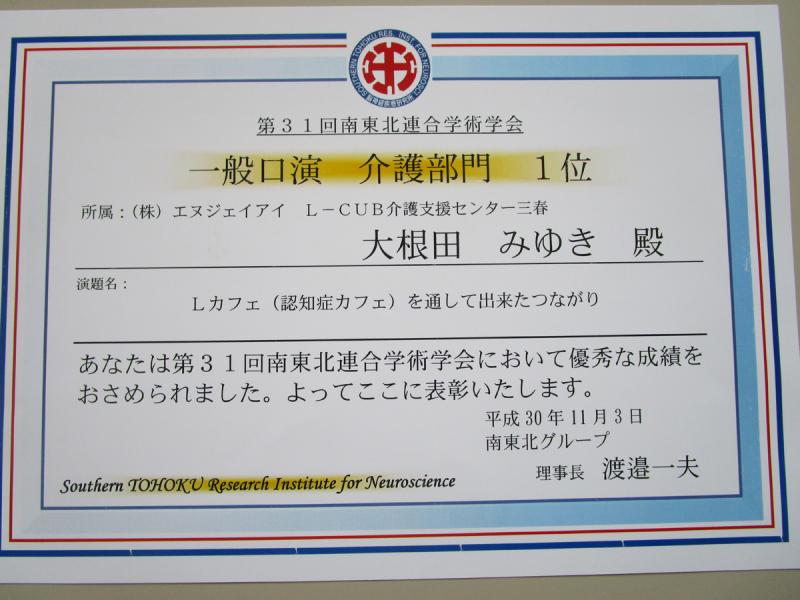 SOUTHERN TOHOKU RES. INST. FOR NEUROSCI.
第３１回南東北連合学術学会
一般口演　介護部門　１位
所属：（株）エヌジェイアイ　Ｌ－ＣＵＢ介護支援センター三春
大根田　みゆき　殿
演題名：
Ｌカフェ（認知症カフェ）を通して出来たつながり
あなたは第３１回南東北連合学術学会において優秀な成績を
おさめられました。よってここに表彰いたします。
平成 30 年 11 月 3 日
南東北グループ
理事長　渡邉一夫
Southern TOHOKU Research Institute for Neuroscience